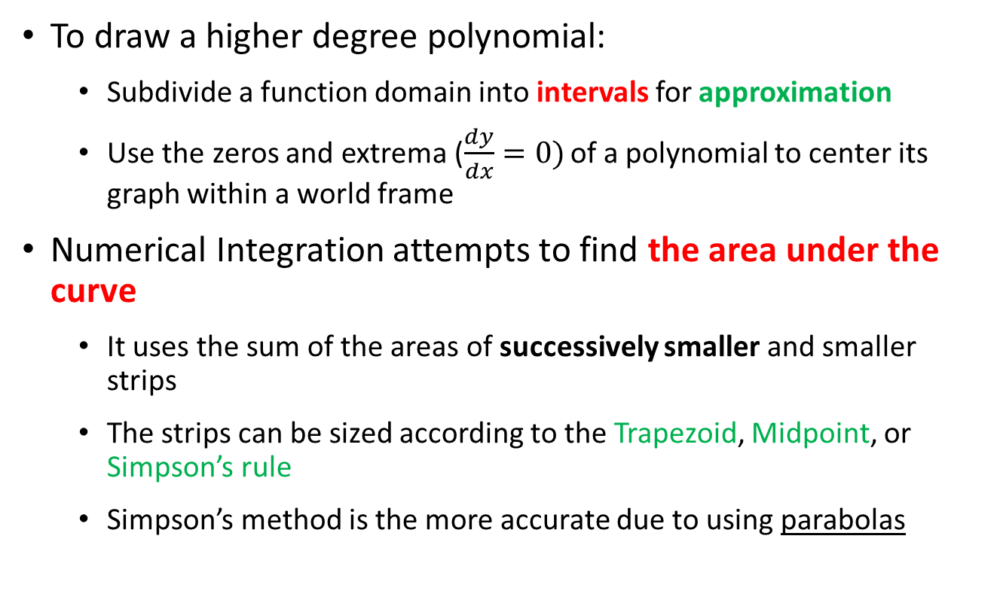 • To draw a higher degree polynomial:
• Subdivide a function domain into intervals for approximation
• Use the zeros and extrema (dy/dx = 0) of a polynomial to center its
graph within a world frame
• Numerical Integration attempts to find the area under the
curve
• It uses the sum of the areas of successively smaller and smaller
strips
• The strips can be sized according to the Trapezoid, Midpoint, or
Simpson’s rule
• Simpson’s method is the more accurate due to using parabolas